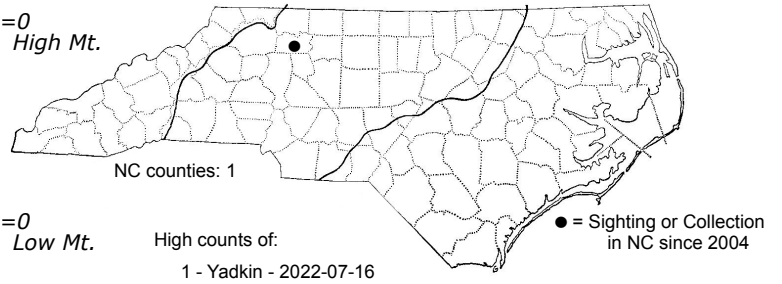 =0
High Mt.
NC counties: 1
=0
Low Mt.
High counts of:
1 - Yadkin - 2022-07-16
● = Sighting or Collection
in NC since 2004